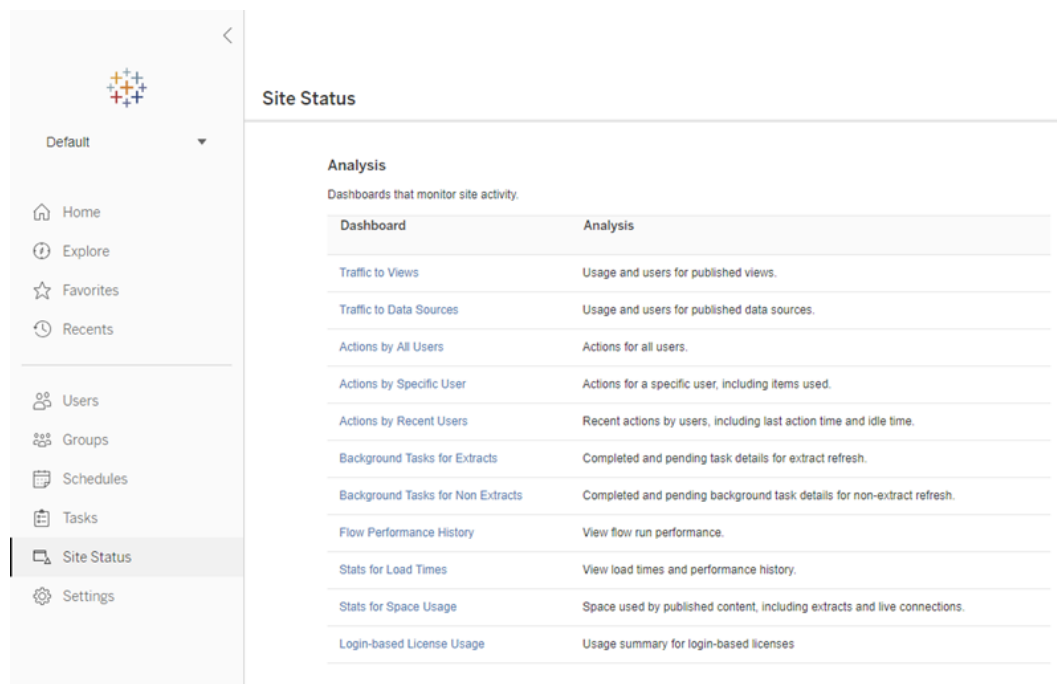 Default
Home
Explore
Favorites
Recents
Users
Groups
Schedules
Tasks
Site Status
Settings
Site Status
Analysis
Dashboards that monitor site activity.
Dashboard Analysis
Traffic to Views Usage and users for published views.
Traffic to Data Sources Usage and users for published data sources.
Actions by All Users Actions for all users.
Actions by Specific User Actions for a specific user, including items used.
Actions by Recent Users Recent actions by users, including last action time and idle time.
Background Tasks for Extracts Completed and pending task details for extract refresh.
Background Tasks for Non Extracts Completed and pending background task details for non-extract refresh.
Flow Performance History View flow run performance.
Stats for Load Times View load times and performance history.
Stats for Space Usage Space used by published content, including extracts and live connections.
Login-based License Usage Usage summary for login-based licenses